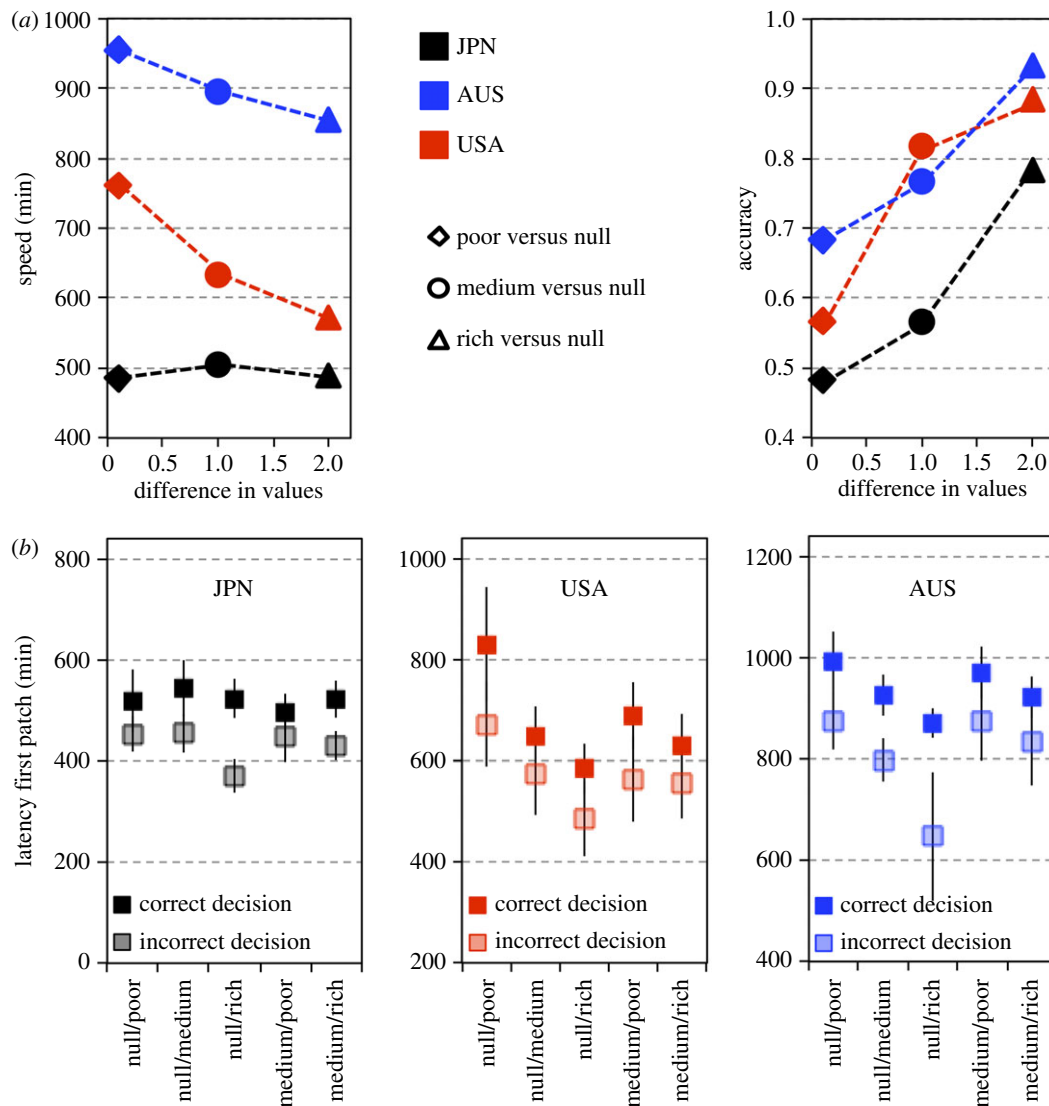 (a)
1000
900
800
700
600
500
400
speed (min)
0 0.5 1.0 1.5 2.0
difference in values
JPN
AUS
USA
poor versus null
medium versus null
rich versus null
1.0
0.9
0.8
0.7
0.6
0.5
0.4
accuracy
0 0.5 1.0 1.5 2.0
difference in values
(b)
latency first patch (min)
800
600
400
200
0
JPN
correct decision
incorrect decision
null/poor
null/medium
null/rich
medium/poor
medium/rich
1000
800
600
400
200
USA
correct decision
incorrect decision
null/poor
null/medium
null/rich
medium/poor
medium/rich
1200
1000
800
600
400
AUS
correct decision
incorrect decision
null/poor
null/medium
null/rich
medium/poor
medium/rich